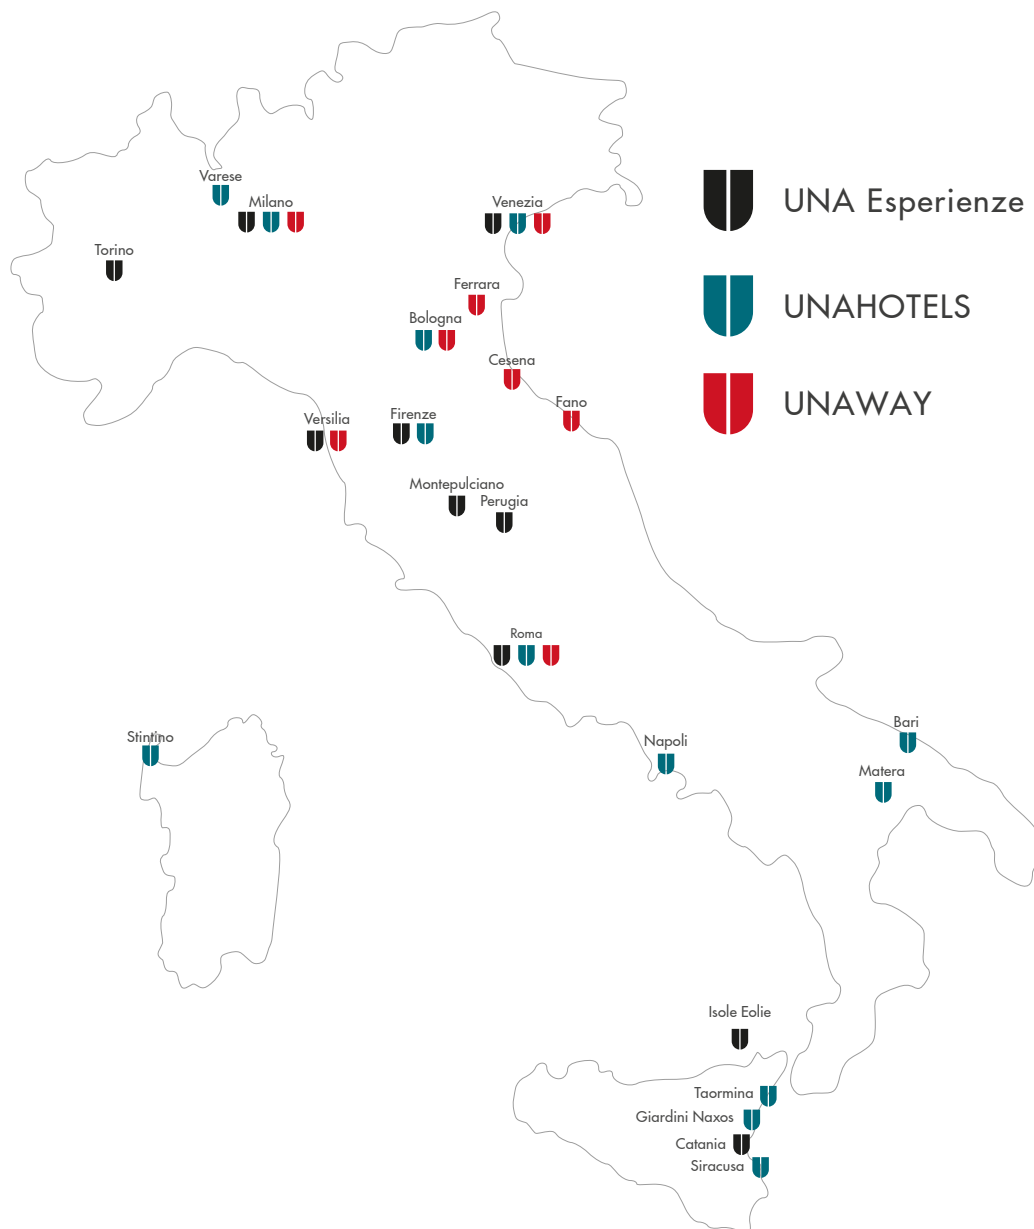 Varese
Milano
Venezia
UNA Esperienze
Torino
Ferrara
UNAHOTELS
Bologna
Cesena
UNAWAY
Fano
Versilia
Firenze
Montepulciano
Perugia
Roma
Bari
Stintino
Napoli
Matera
Isole Eolie
Taormina
Giardini Naxos
Catania
Siracusa